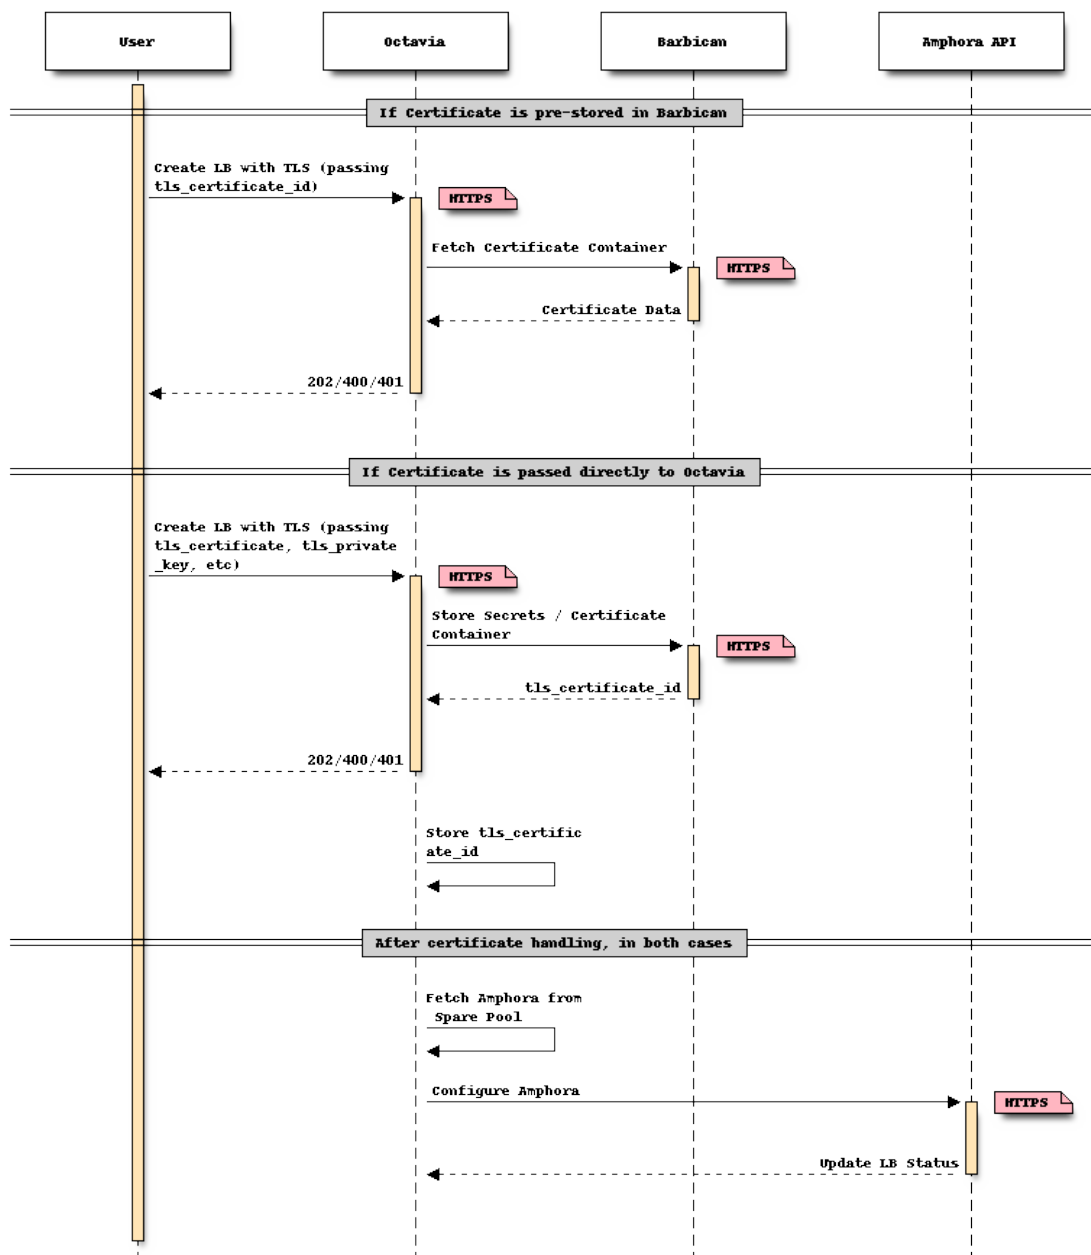 User
Octavia
Barbican
Amphora API
If Certificate is pre-stored in Barbican
Create LB with TLS (passing
tls_certificate_id)
HTTPS
Fetch Certificate Container
HTTPS
Certificate Data
202/400/401
If Certificate is passed directly to Octavia
Create LB with TLS (passing
tls_certificate, tls_private
_key, etc)
HTTPS
Store Secrets / Certificate
Container
HTTPS
tls_certificate_id
202/400/401
Store tls_certific
ate_id
After certificate handling, in both cases
Fetch Amphora from
Spare Pool
Configure Amphora
HTTPS
Update LB Status